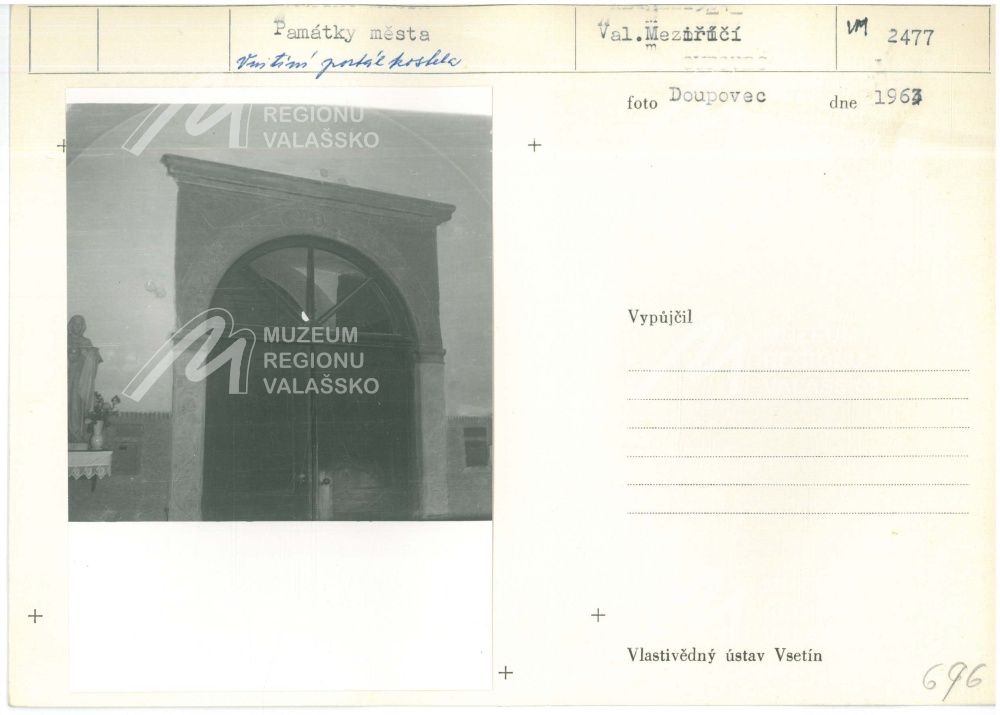 Památky města
Vnitřní portál kostela
Val.Meziříčí
VM 2477
foto Doupovec dne 1963
MUZEUM
REGIONU
VALAŠSKO
REGIONU
VALAŠSKO
Vypůjčil
Vlastivědný ústav Vsetín
696